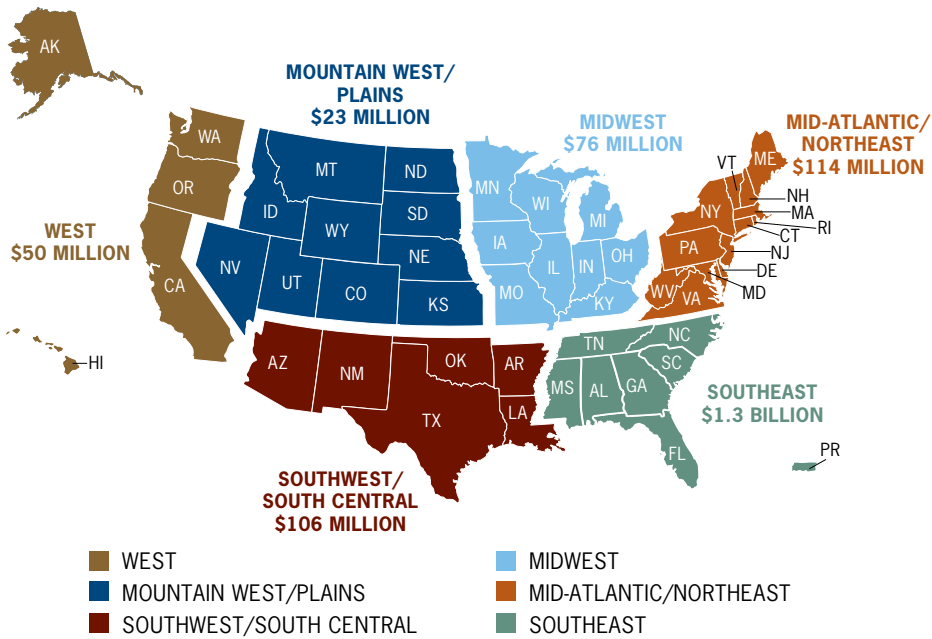 AK
MOUNTAIN WEST/
PLAINS
$23 MILLION
MIDWEST
$76 MILLION
MID-ATLANTIC/
NORTHEAST
$114 MILLION
WEST
$50 MILLION
WA
OR
CA
HI
MT
ID
WY
NV
UT
CO
ND
SD
NE
KS
MN
WI
MI
IA
IL
IN
OH
MO
KY
VT
ME
NH
MA
RI
CT
NY
NJ
PA
DE
MD
WV
VA
AZ
NM
OK
TX
AR
LA
TN
NC
SC
MS
AL
GA
FL
PR
SOUTHEAST
$1.3 BILLION
SOUTHWEST/
SOUTH CENTRAL
$106 MILLION
WEST
MOUNTAIN WEST/PLAINS
SOUTHWEST/SOUTH CENTRAL
MIDWEST
MID-ATLANTIC/NORTHEAST
SOUTHEAST